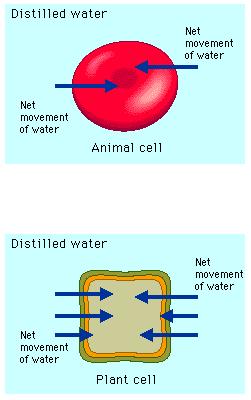 Distilled water
Net
movement
of water
Net
movement
of water
Animal cell
Distilled water
Net
movement
of water
Net
movement
of water
Plant cell